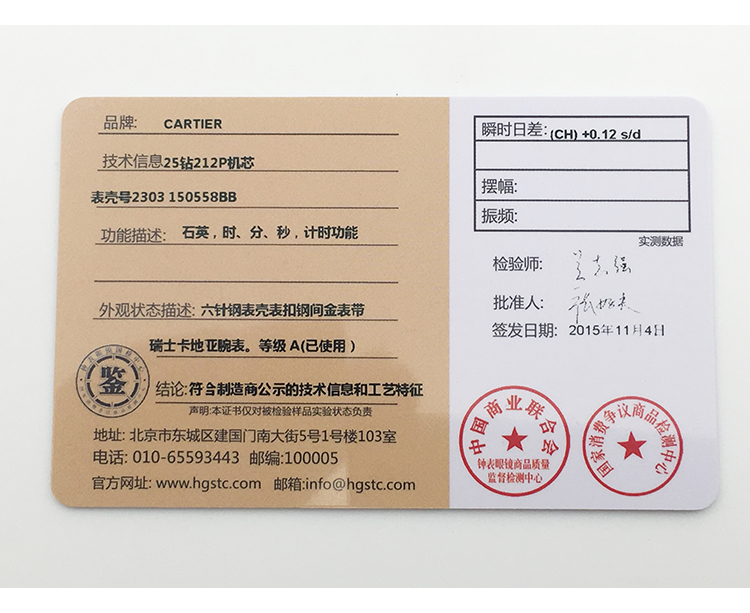 品牌: CARTIER
技术信息25钻212P机芯
表壳号2303 150558BB
功能描述: 石英，时、分、秒，计时功能
外观状态描述: 六针钢表壳表扣钢间金表带
瑞士卡地亚腕表。等级 A(已使用)
鉴
结论: 符合制造商公示的技术信息和工艺特征
声明:本证书仅对被检验样品实验状态负责
地址: 北京市东城区建国门南大街5号1号楼103室
电话: 010-65593443 邮编:100005
官方网址: www.hgstc.com 邮箱:info@hgstc.com
瞬时日差: (CH) +0.12 s/d
摆幅:
振频:
实测数据
检验师:
批准人:
签发日期: 2015年11月4日
中国商业联合会
钟表眼镜商品质量
监督检测中心
国家消费争议商品检测中心